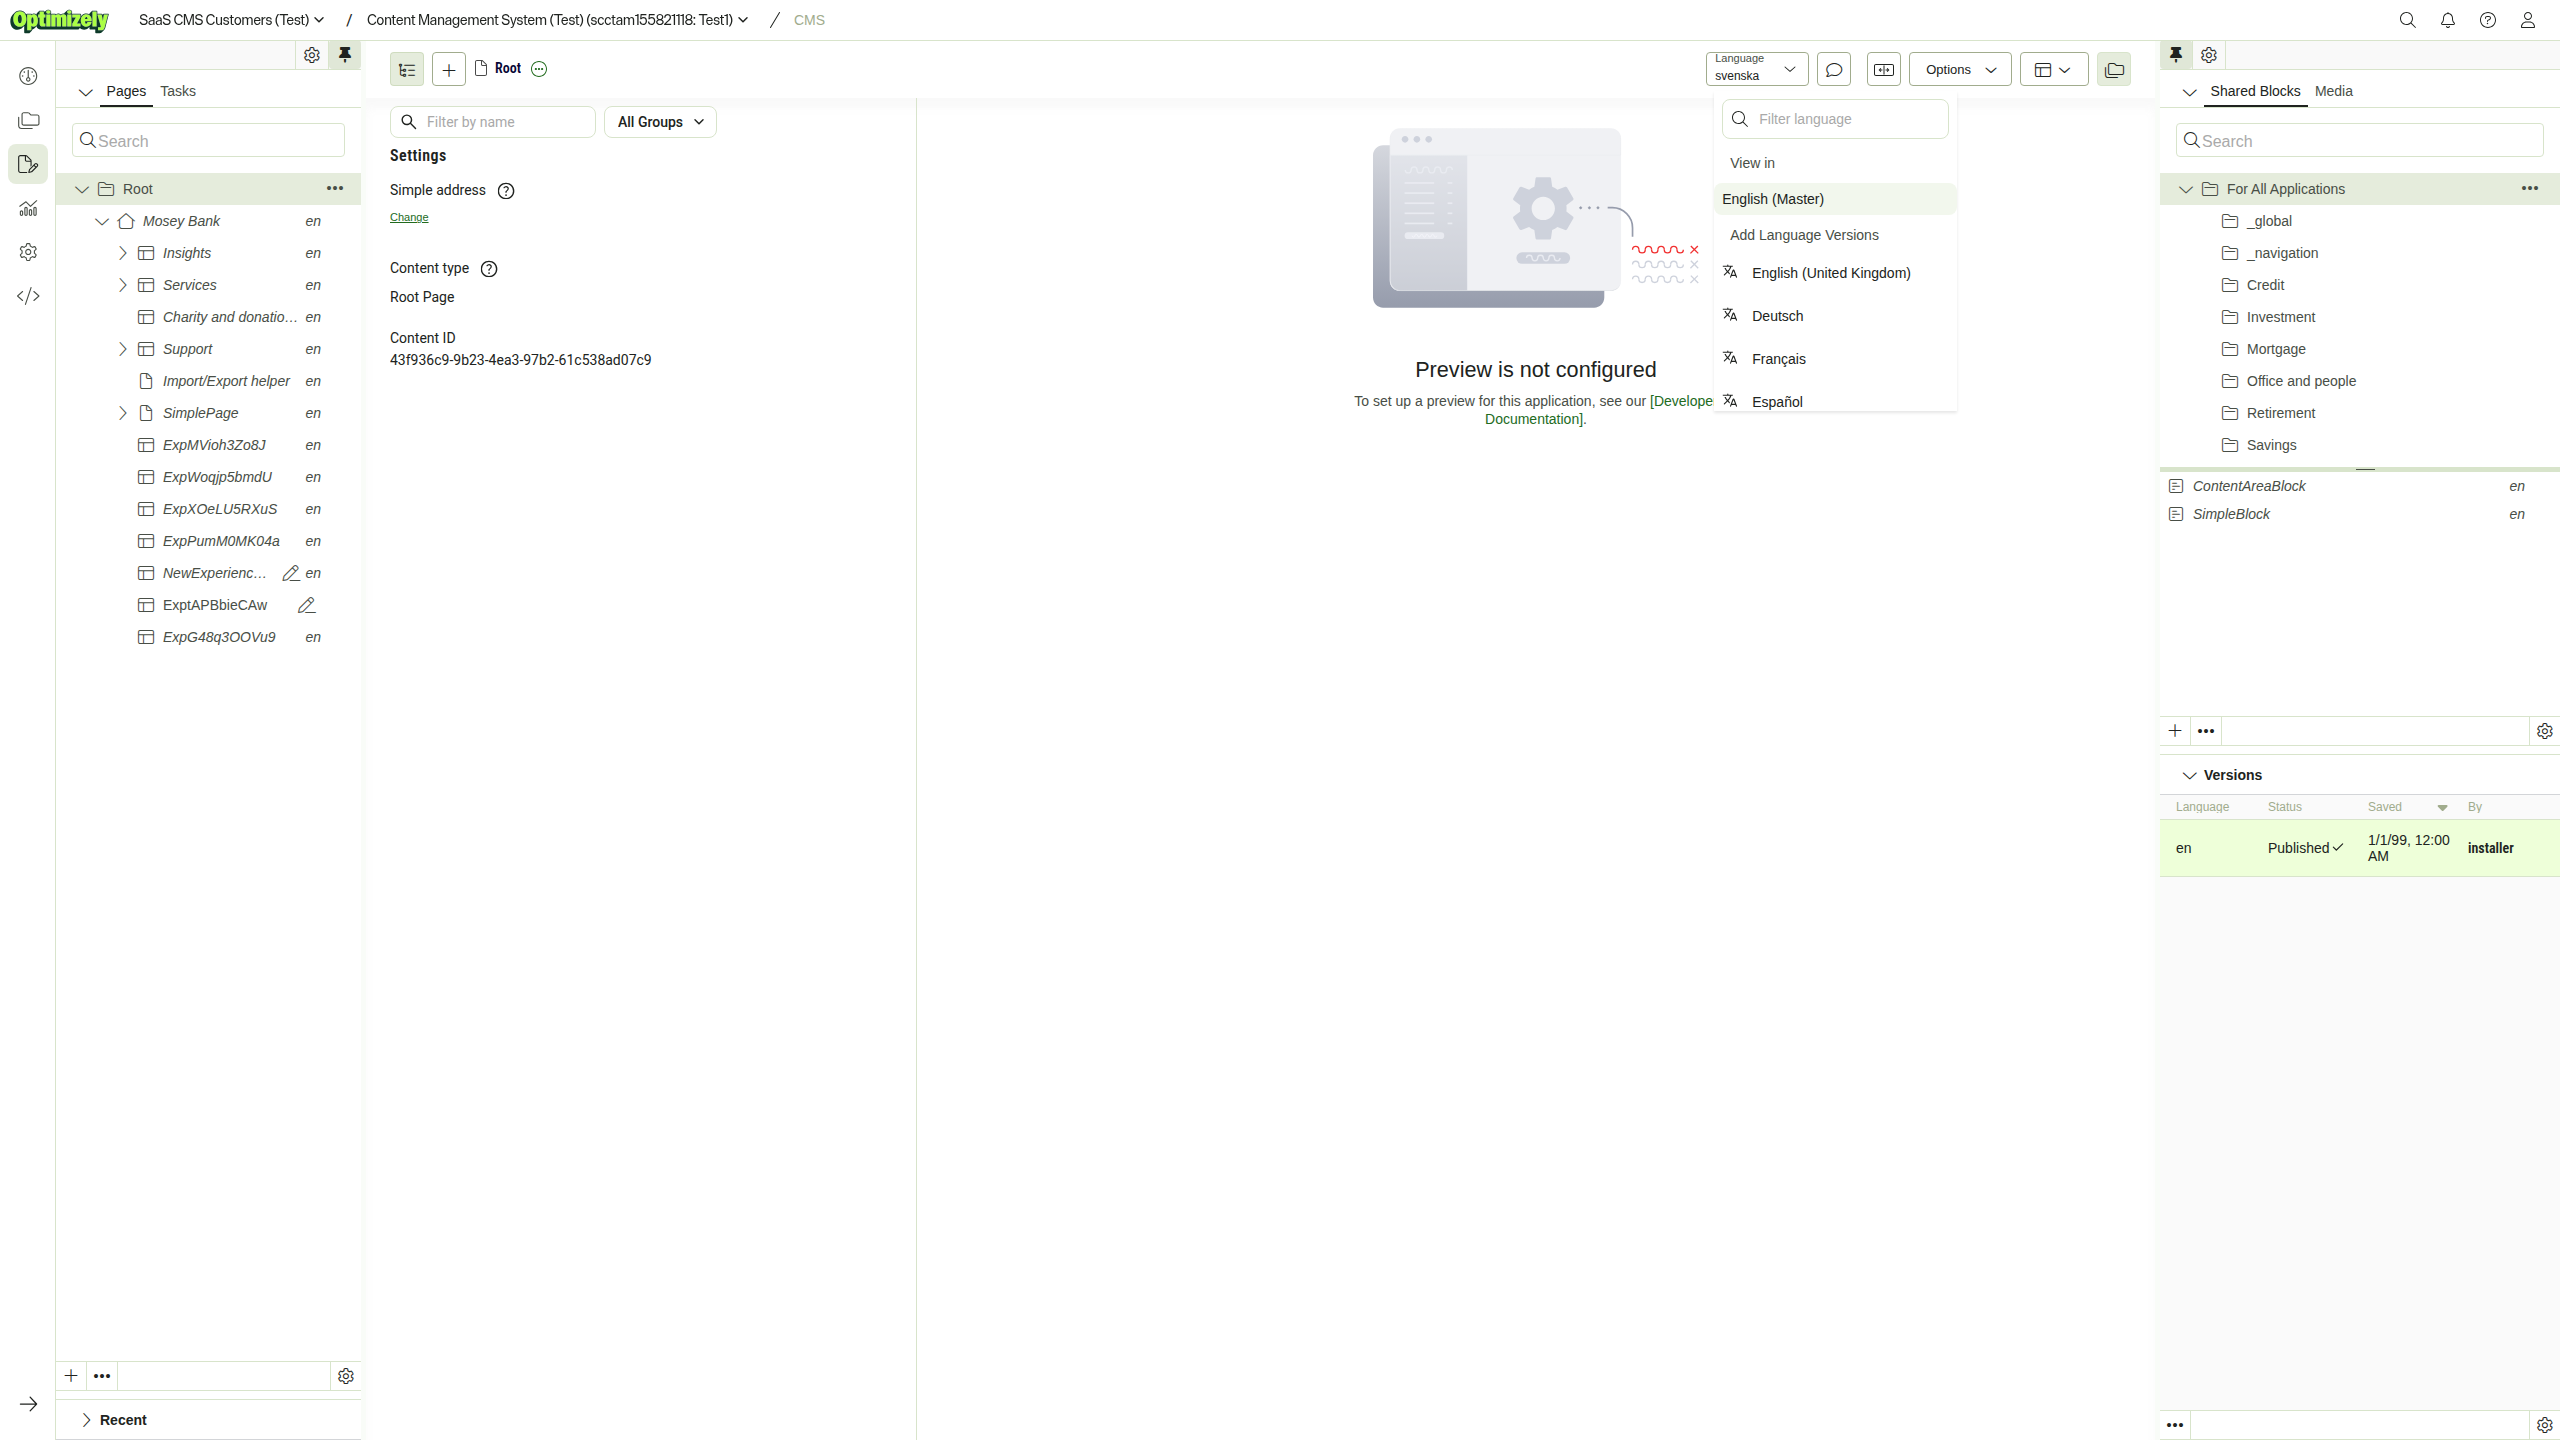 Optimizely
SaaS CMS Customers (Test)
/
Content Management System (Test) (scctam155821118: Test1)
/
CMS
Pages
Tasks
Search
Root
Mosey Bank en
Insights en
Services en
Charity and donatio... en
Support en
Import/Export helper en
SimplePage en
ExpMVioh3Zo8J en
ExpWoqjp5bmdU en
ExpXOeLU5RXuS en
ExpPumM0MK04a en
NewExperienc... en
ExptAPBbieCAw
ExpG48q3OOVu9 en
Recent
Root
Language
svenska
Options
Filter by name
All Groups
Settings
Simple address
Change
Content type
Root Page
Content ID
43f936c9-9b23-4ea3-97b2-61c538ad07c9
Preview is not configured
To set up a preview for this application, see our [Develope
Documentation].
Filter language
View in
English (Master)
Add Language Versions
English (United Kingdom)
Deutsch
Français
Español
Shared Blocks
Media
Search
For All Applications
_global
_navigation
Credit
Investment
Mortgage
Office and people
Retirement
Savings
ContentAreaBlock en
SimpleBlock en
Versions
Language Status Saved By
en Published 1/1/99, 12:00 AM installer